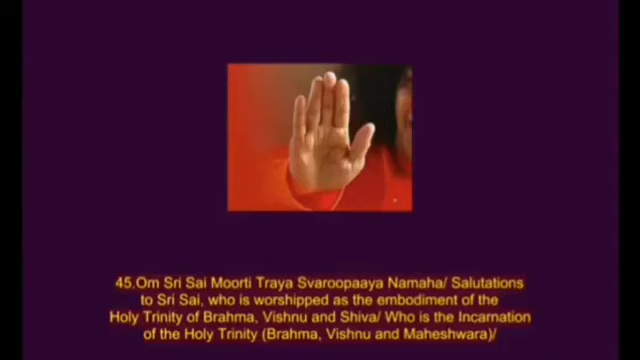 45.Om Sri Sai Moorti Traya Svaroopaaya Namaha/ Salutations
to Sri Sai, who is worshipped as the embodiment of the
Holy Trinity of Brahma, Vishnu and Shiva/ Who is the Incarnation
of the Holy Trinity (Brahma, Vishnu and Maheshwara)/